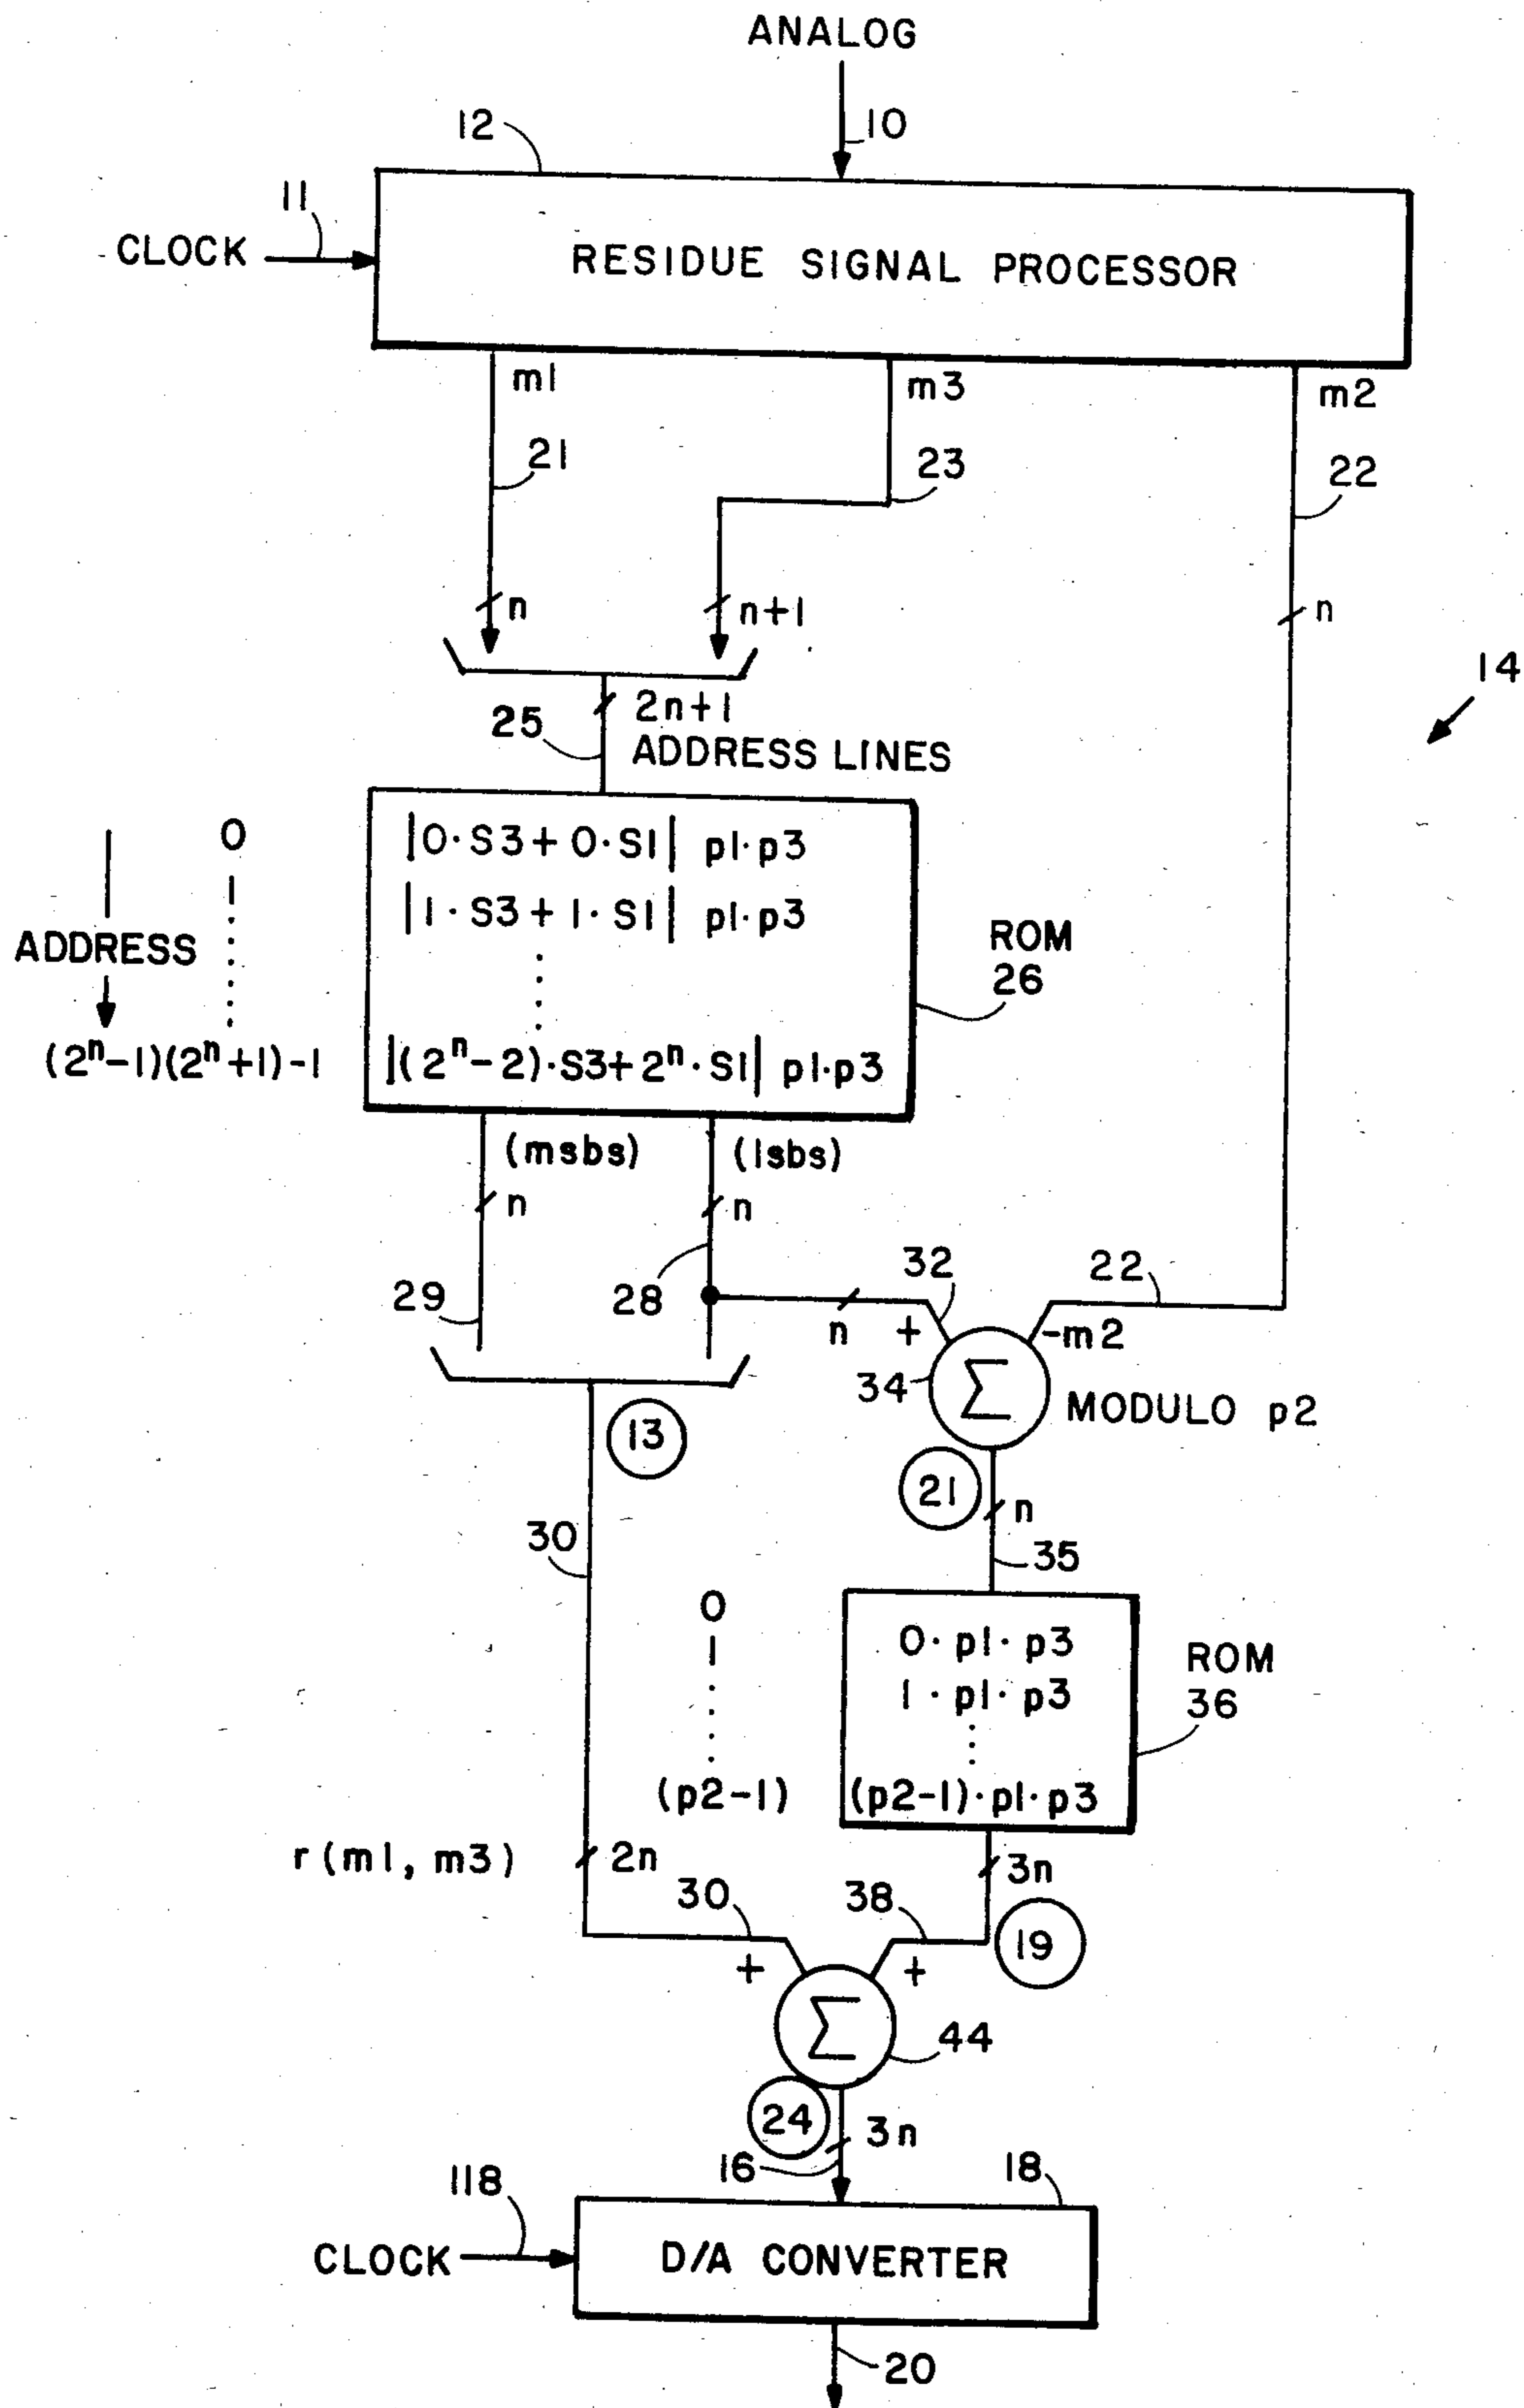 ANALOG
10
12
11
CLOCK
RESIDUE SIGNAL PROCESSOR
m1
m3
m2
21
23
22
n
n+1
n
14
25
2n+1
ADDRESS LINES
0
|0·S3+0·S1| p1·p3
1
|1·S3+1·S1| p1·p3
ADDRESS
ROM
26
(2ⁿ-1)(2ⁿ+1)-1
|(2ⁿ-2)·S3+2ⁿ·S1| p1·p3
(msbs)
(lsbs)
n
n
29
28
32
22
n
+
-m2
34
Σ
MODULO p2
13
21
n
30
35
0
0·p1·p3
1
1·p1·p3
ROM
36
(p2-1)
(p2-1)·p1·p3
r(m1, m3)
2n
3n
30
38
19
+
+
Σ
44
24
3n
16
118
18
CLOCK
D/A CONVERTER
20